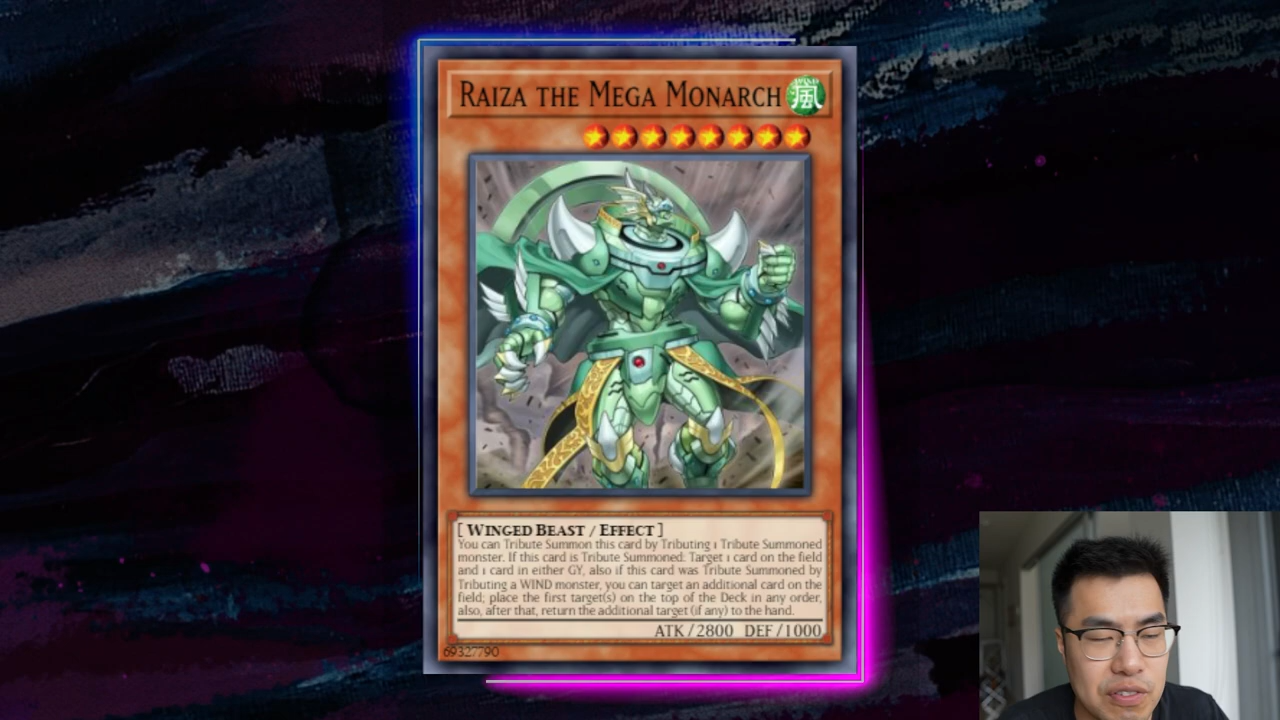 RAIZA THE MEGA MONARCH
WIND
風
[ WINGED BEAST / EFFECT ]
You can Tribute Summon this card by Tributing 1 Tribute Summoned
monster. If this card is Tribute Summoned: Target 1 card on the field
and 1 card in either GY, also if this card was Tribute Summoned by
Tributing a WIND monster, you can target an additional card on the
field; place the first target(s) on the top of the Deck in any order,
also, after that, return the additional target (if any) to the hand.
ATK/2800 DEF/1000
69327790